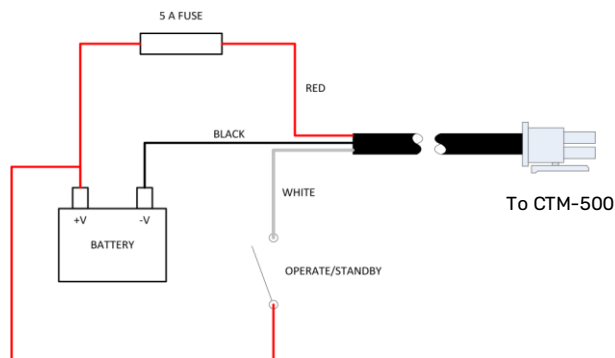 5 A FUSE
RED
BLACK
WHITE
To CTM-500
+V
-V
BATTERY
OPERATE/STANDBY